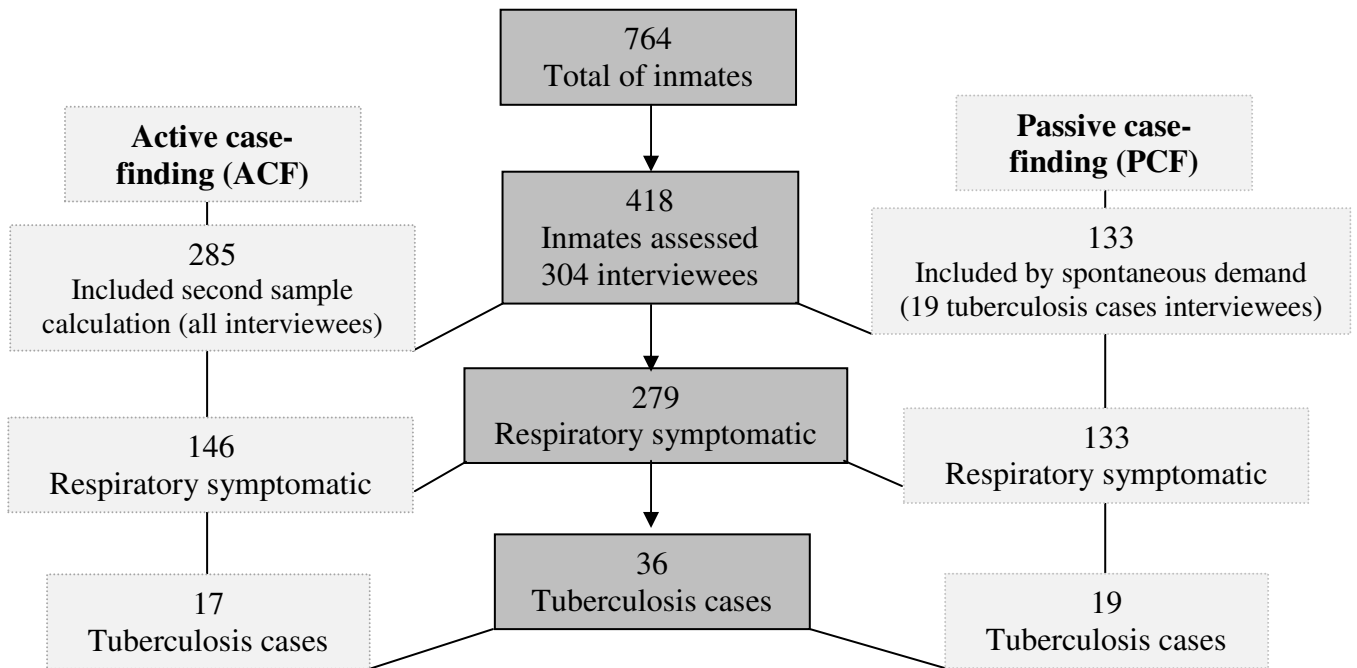 764
Total of inmates
Active case-
finding (ACF)
Passive case-
finding (PCF)
418
Inmates assessed
304 interviewees
285
Included second sample
calculation (all interviewees)
133
Included by spontaneous demand
(19 tuberculosis cases interviewees)
279
Respiratory symptomatic
146
Respiratory symptomatic
133
Respiratory symptomatic
36
Tuberculosis cases
17
Tuberculosis cases
19
Tuberculosis cases